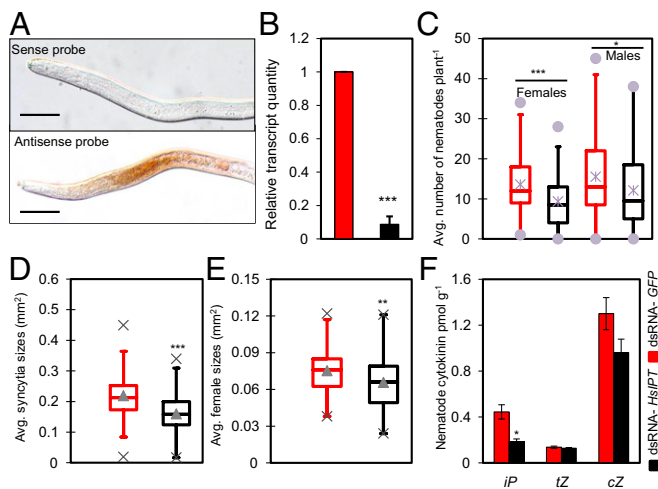 A
Sense probe
Antisense probe
B
Relative transcript quantity
1.2
1
0.8
0.6
0.4
0.2
0
***
C
Avg. number of nematodes plant-1
50
40
30
20
10
0
***
Females
*
Males
D
Avg. syncytia sizes (mm2)
0.6
0.5
0.4
0.3
0.2
0.1
0
***
E
Avg. female sizes (mm2)
0.15
0.12
0.09
0.06
0.03
0.00
**
F
Nematode cytokinin pmol g-1
1.6
1.2
0.8
0.4
0
*
iP
tZ
cZ
dsRNA- GFP
dsRNA- HsIPT